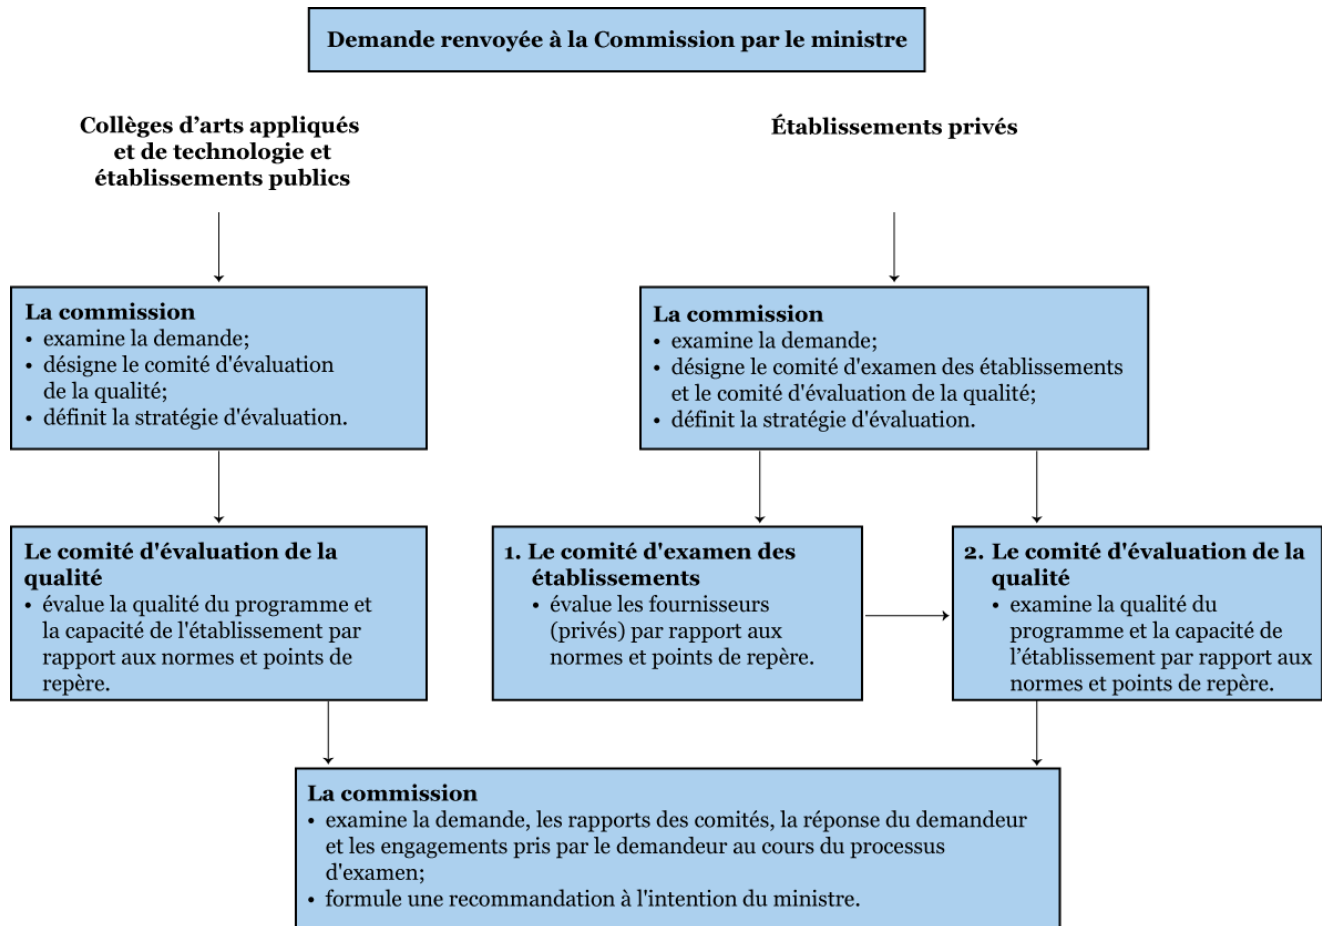 Demande renvoyée à la Commission par le ministre
Collèges d’arts appliqués
et de technologie et
établissements publics
Établissements privés
La commission
• examine la demande;
• désigne le comité d'évaluation
de la qualité;
• définit la stratégie d'évaluation.
La commission
• examine la demande;
• désigne le comité d'examen des établissements
et le comité d'évaluation de la qualité;
• définit la stratégie d'évaluation.
Le comité d'évaluation de la
qualité
• évalue la qualité du programme et
la capacité de l'établissement par
rapport aux normes et points de
repère.
1. Le comité d'examen des
établissements
• évalue les fournisseurs
(privés) par rapport aux
normes et points de repère.
2. Le comité d'évaluation de la
qualité
• examine la qualité du
programme et la capacité de
l’établissement par rapport aux
normes et points de repère.
La commission
• examine la demande, les rapports des comités, la réponse du demandeur
et les engagements pris par le demandeur au cours du processus
d'examen;
• formule une recommandation à l'intention du ministre.